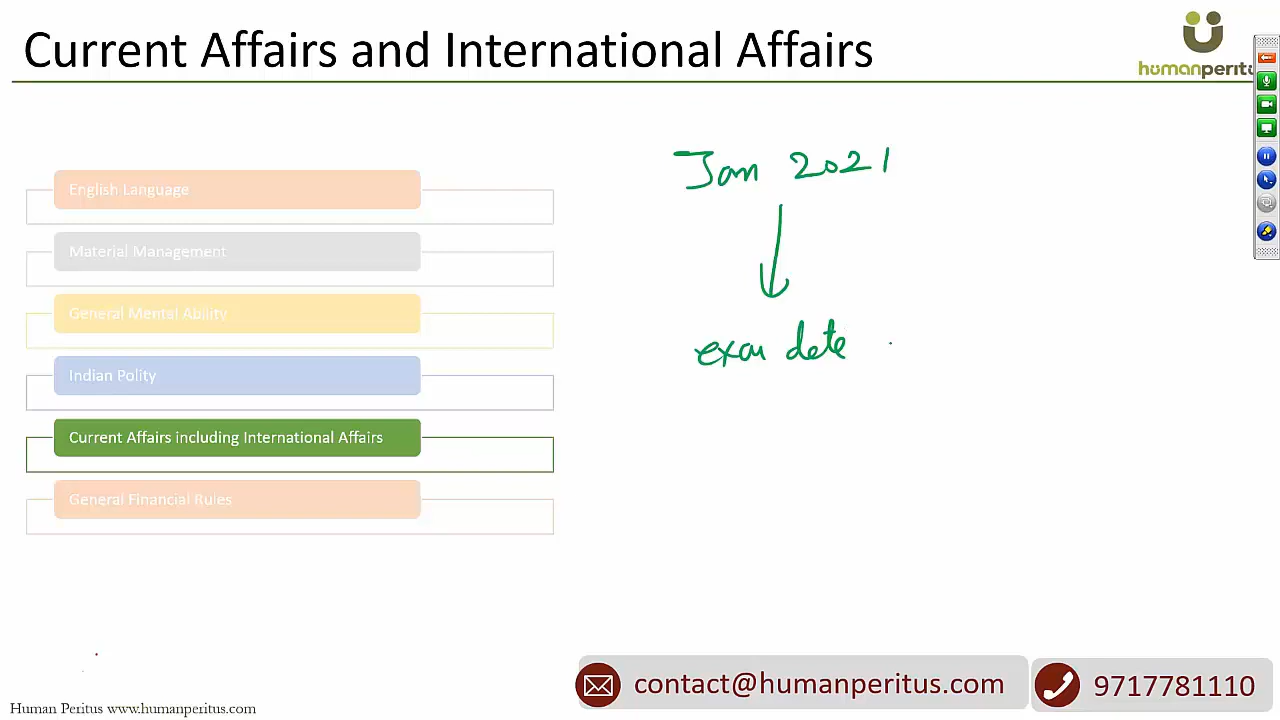 Current Affairs and International Affairs
humanperitu
English Language
Material Management
General Mental Ability
Indian Polity
Current Affairs including International Affairs
General Financial Rules
Jan 2021
exam date
contact@humanperitus.com
9717781110
Human Peritus www.humanperitus.com